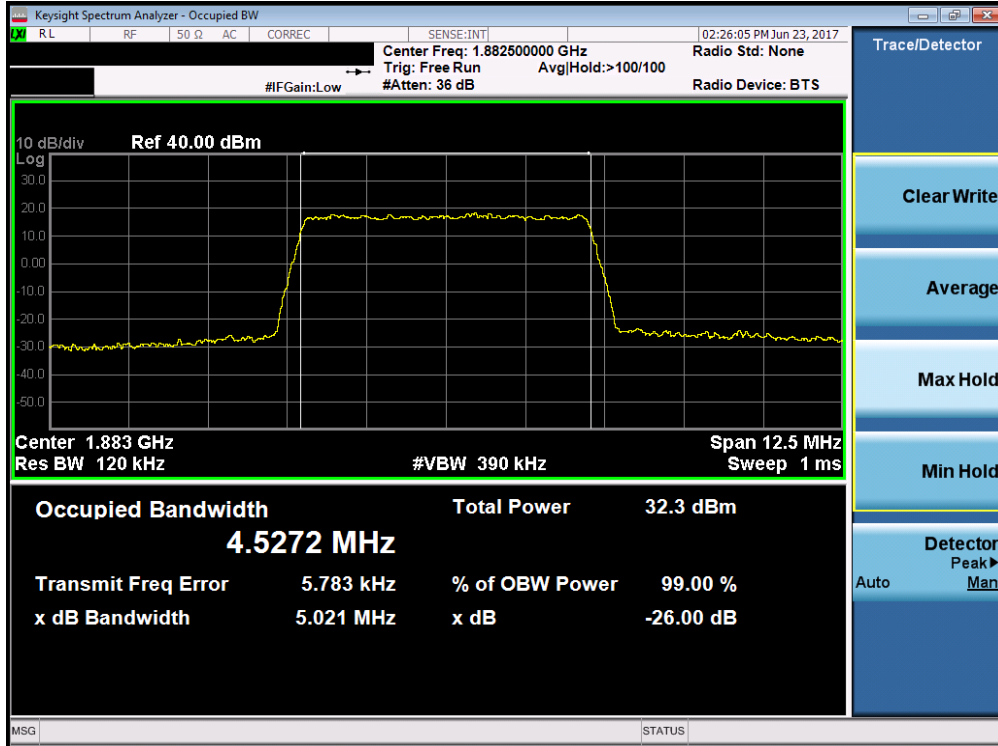 Keysight Spectrum Analyzer - Occupied BW
LXI RL RF 50 Ω AC CORREC SENSE:INT 02:26:05 PM Jun 23, 2017
Center Freq: 1.882500000 GHz Radio Std: None
Trig: Free Run Avg|Hold:>100/100
#IFGain:Low #Atten: 36 dB Radio Device: BTS
10 dB/div Ref 40.00 dBm
Log
30.0
20.0
10.0
0.00
-10.0
-20.0
-30.0
-40.0
-50.0
Center 1.883 GHz Span 12.5 MHz
Res BW 120 kHz #VBW 390 kHz Sweep 1 ms
Occupied Bandwidth Total Power 32.3 dBm
4.5272 MHz
Transmit Freq Error 5.783 kHz % of OBW Power 99.00 %
x dB Bandwidth 5.021 MHz x dB -26.00 dB
MSG STATUS
Trace/Detector
Clear Write
Average
Max Hold
Min Hold
Detector
Peak▶
Auto Man